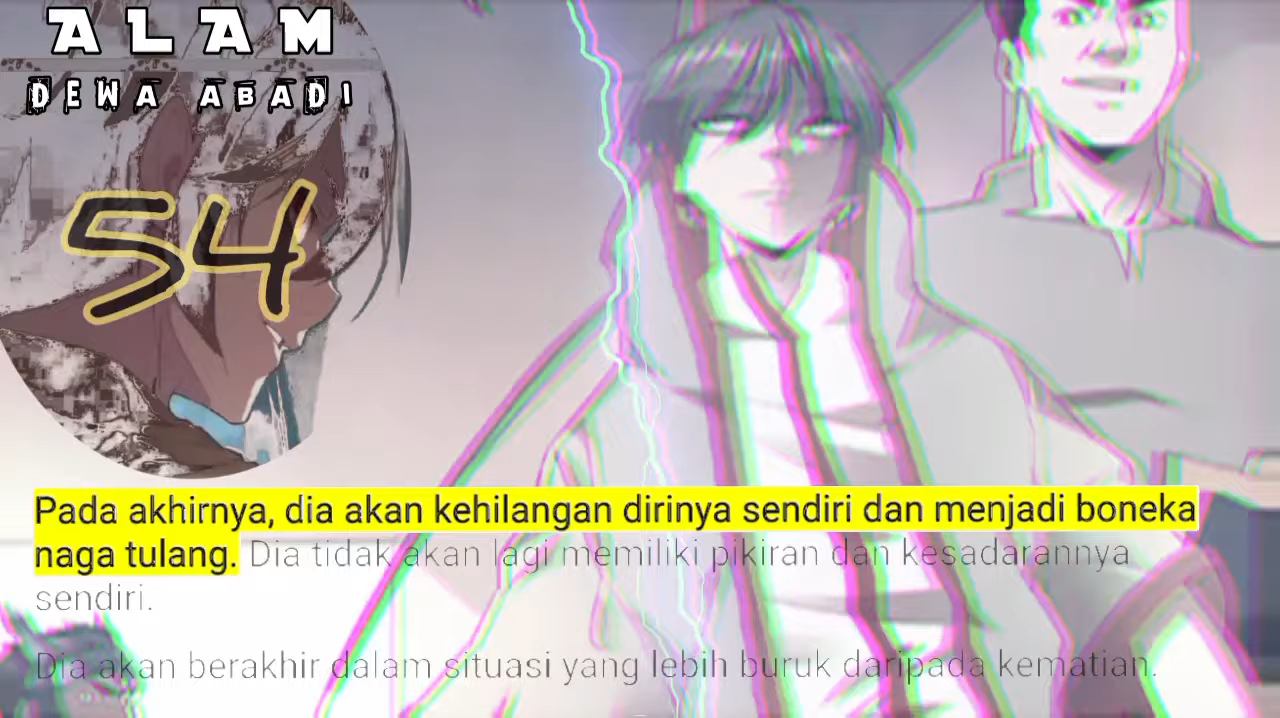 ALAM
DEWA ABADI
54
Pada akhirnya, dia akan kehilangan dirinya sendiri dan menjadi boneka
naga tulang. Dia tidak akan lagi memiliki pikiran dan kesadarannya
sendiri.
Dia akan berakhir dalam situasi yang lebih buruk daripada kematian.